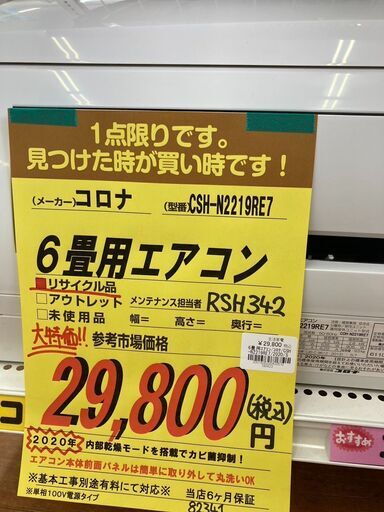 1点限りです。
見つけた時が買い時です！
(メーカー) コロナ (型番) CSH-N2219RE7
6畳用エアコン
リサイクル品
□アウトレット メンテナンス担当者 RSH342
□未使用品 幅= 高さ= 奥行=
大特価!! 参考市場価格
¥29,800 税込
29,800(税込)円
2020年 内部乾燥モードを搭載でカビ菌抑制！
エアコン本体前面パネルは簡単に取り外して丸洗いOK
※基本工事別途有料にて対応※ 当店6ヶ月保証
※単相100V電源タイプ
2219RE7
おすすめ